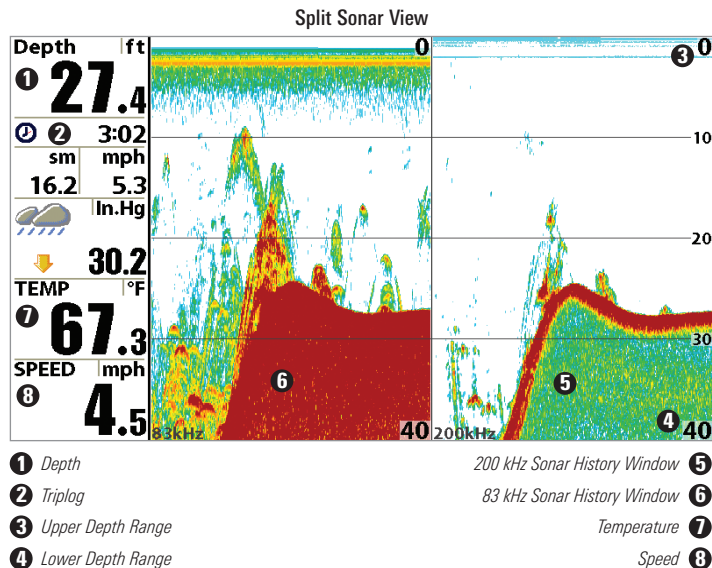 Split Sonar View
Depth ft
1 27.4
2 3:02
sm mph
16.2 5.3
In.Hg
30.2
TEMP °F
7 67.3
SPEED mph
8 4.5
0
83kHz
6
40
0
3
10
20
30
5
4
200kHz
40
1 Depth
2 Triplog
3 Upper Depth Range
4 Lower Depth Range
200 kHz Sonar History Window 5
83 kHz Sonar History Window 6
Temperature 7
Speed 8